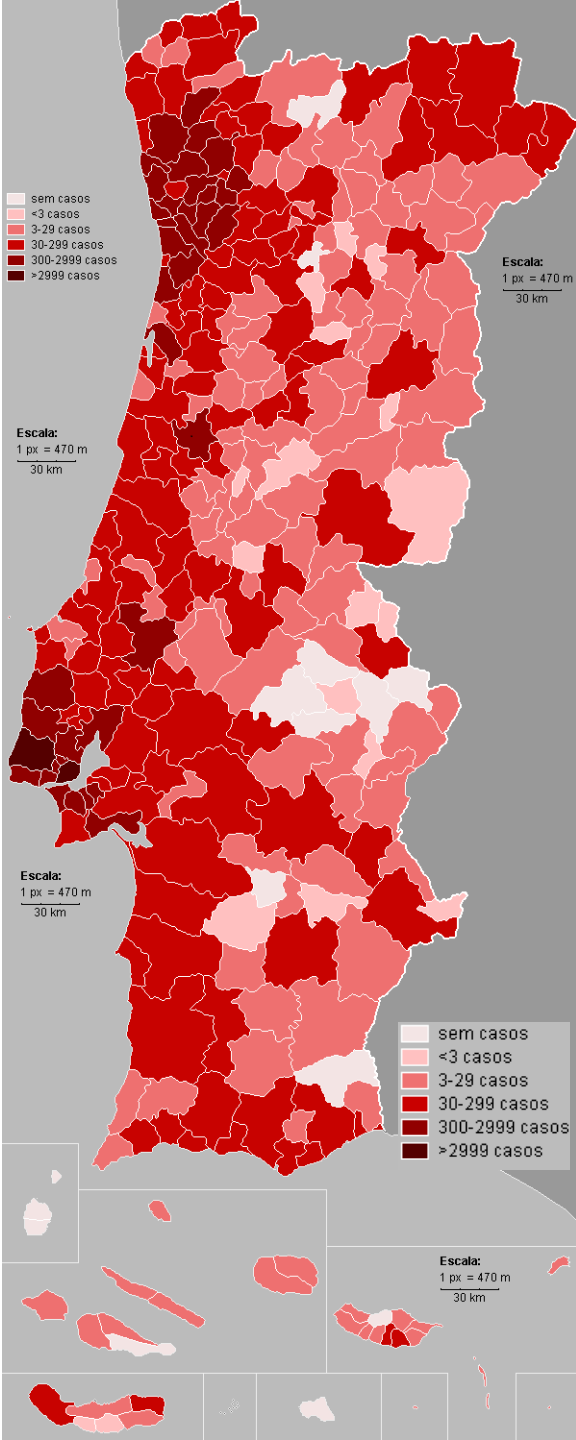 sem casos
<3 casos
3-29 casos
30-299 casos
300-2999 casos
>2999 casos
Escala:
1 px = 470 m
30 km
Escala:
1 px = 470 m
30 km
Escala:
1 px = 470 m
30 km
sem casos
<3 casos
3-29 casos
30-299 casos
300-2999 casos
>2999 casos
Escala:
1 px = 470 m
30 km